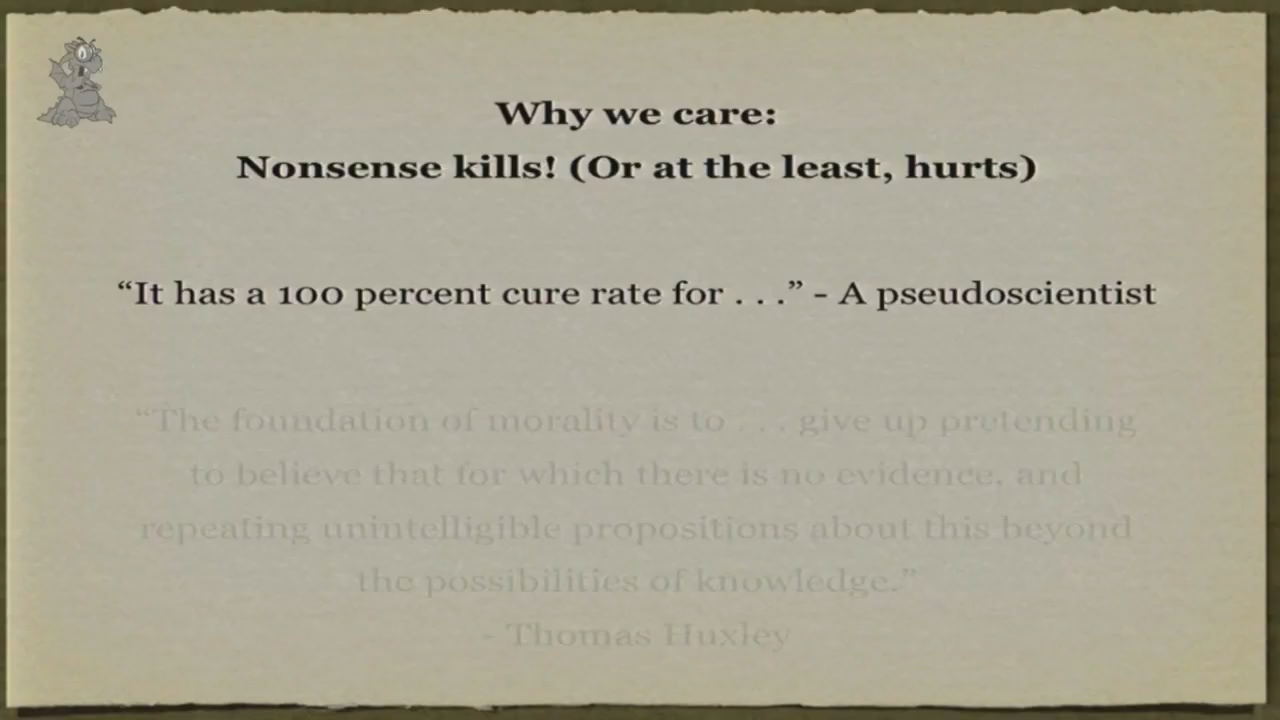 Why we care:
Nonsense kills! (Or at the least, hurts)
“It has a 100 percent cure rate for . . .” - A pseudoscientist
“The foundation of morality is to . . . give up pretending
to believe that for which there is no evidence, and
repeating unintelligible propositions about this beyond
the possibilities of knowledge.”
- Thomas Huxley